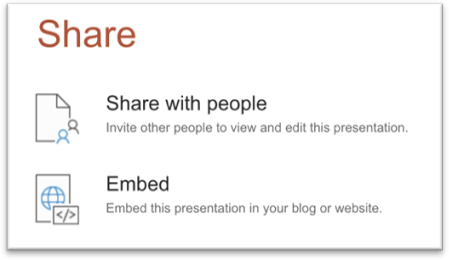 Share
Share with people
Invite other people to view and edit this presentation.
Embed
</>
Embed this presentation in your blog or website.